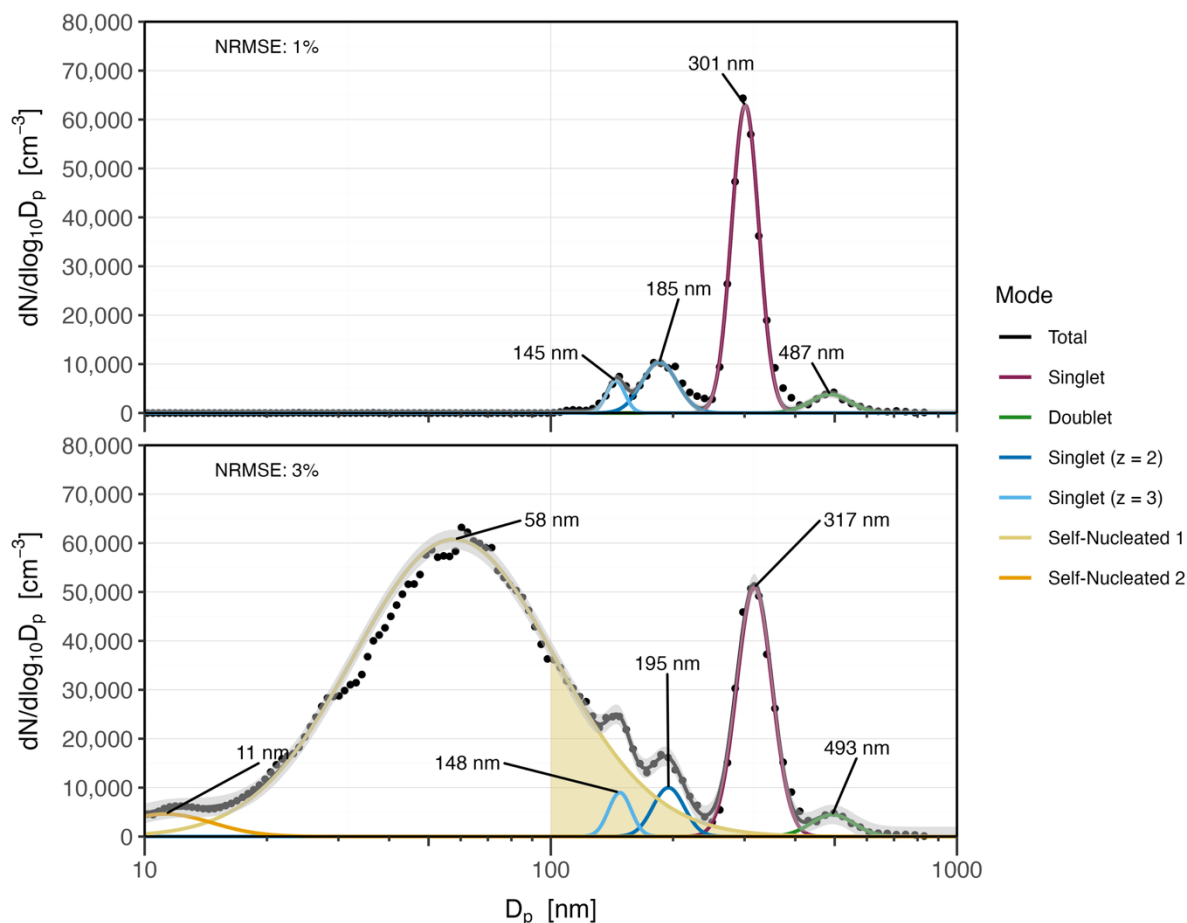 80,000
NRMSE: 1%
70,000
301 nm
60,000
50,000
40,000
30,000
185 nm
20,000
145 nm
487 nm
10,000
0
dN/dlog10Dp [cm−3]
80,000
NRMSE: 3%
70,000
58 nm
317 nm
60,000
50,000
40,000
195 nm
30,000
20,000
11 nm
148 nm
493 nm
10,000
0
dN/dlog10Dp [cm−3]
10
100
1000
Dp [nm]
Mode
Total
Singlet
Doublet
Singlet (z = 2)
Singlet (z = 3)
Self-Nucleated 1
Self-Nucleated 2